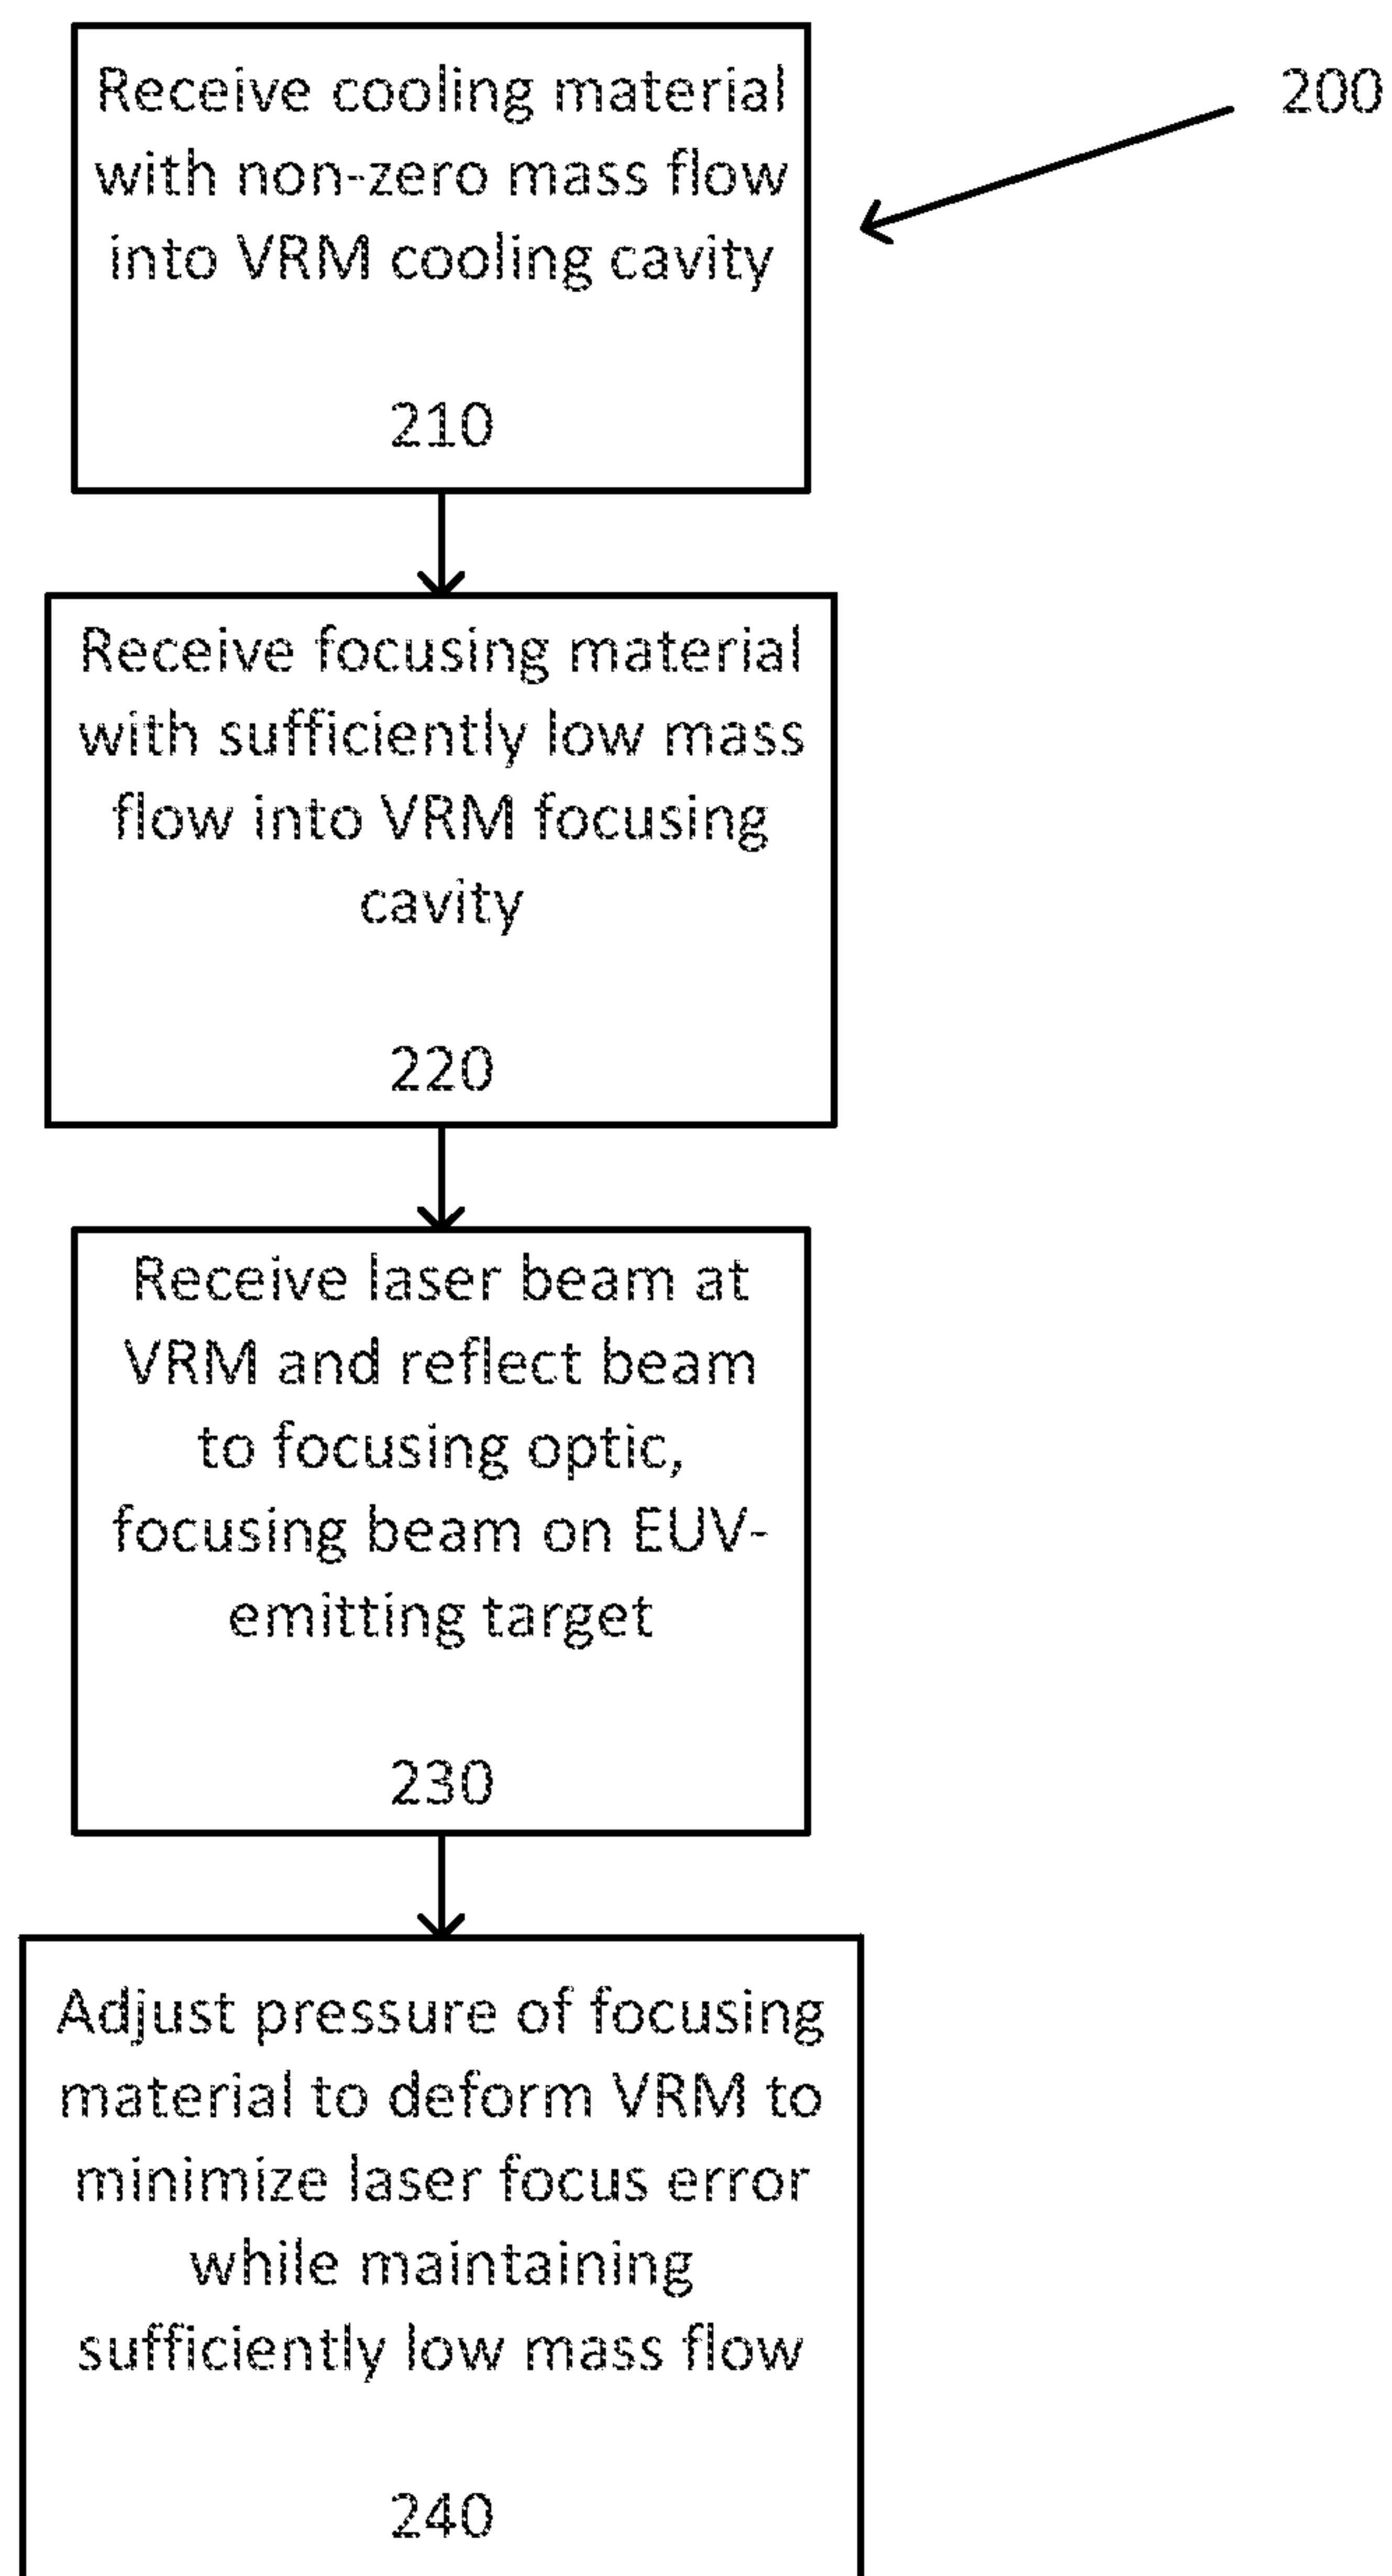 Receive cooling material
200
with non-zero mass flow
into VRM cooling cavity
210
Receive focusing material
with sufficiently low mass
flow into VRM focusing
cavity
220
Receive laser beam at
VRM and reflect beam
to focusing optic,
focusing beam on EUV-
emitting target
230
Adjust pressure of focusing
material to deform VRM to
minimize laser focus error
while maintaining
sufficiently low mass flow
240